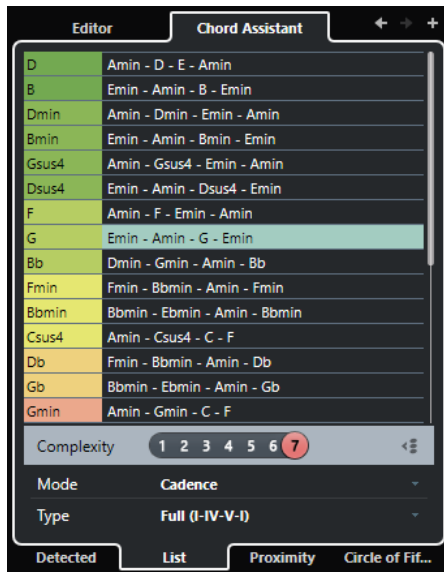 Editor Chord Assistant
D Amin - D - E - Amin
B Emin - Amin - B - Emin
Dmin Amin - Dmin - Emin - Amin
Bmin Emin - Amin - Bmin - Emin
Gsus4 Amin - Gsus4 - Emin - Amin
Dsus4 Emin - Amin - Dsus4 - Emin
F Amin - F - Emin - Amin
G Emin - Amin - G - Emin
Bb Dmin - Gmin - Amin - Bb
Fmin Fmin - Bbmin - Amin - Fmin
Bbmin Bbmin - Ebmin - Amin - Bbmin
Csus4 Amin - Csus4 - C - F
Db Fmin - Bbmin - Amin - Db
Gb Bbmin - Ebmin - Amin - Gb
Gmin Amin - Gmin - C - F
Complexity 1 2 3 4 5 6 7
Mode Cadence
Type Full (I-IV-V-I)
Detected List Proximity Circle of Fif...